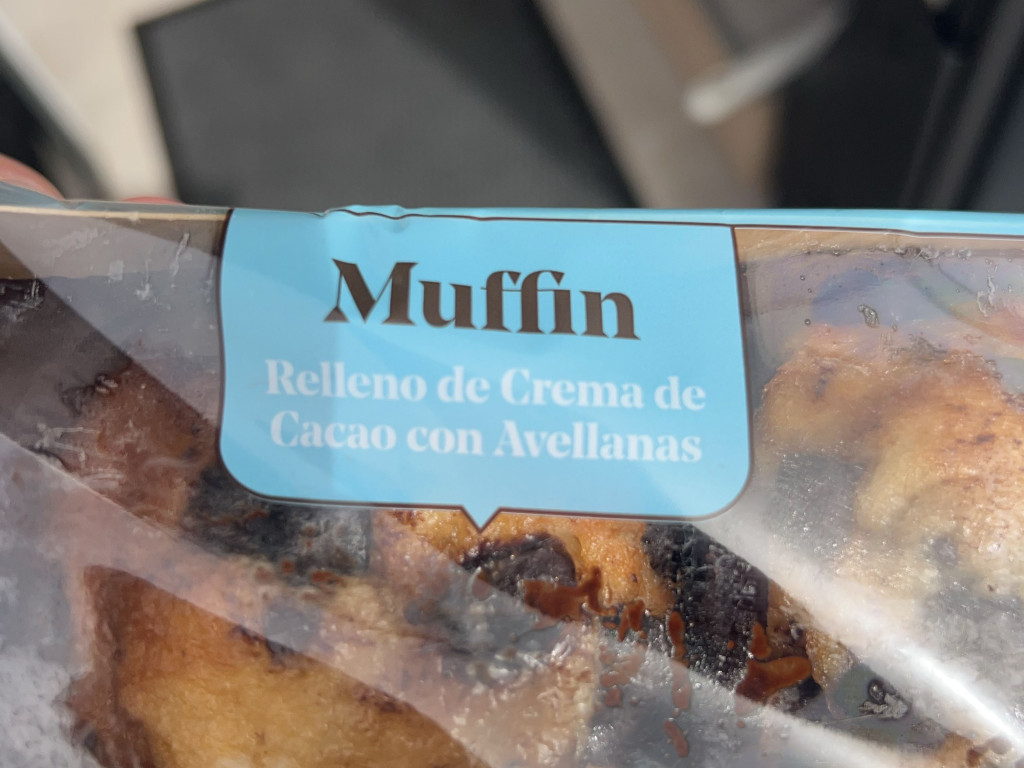 Muffin
Relleno de Crema de
Cacao con Avellanas